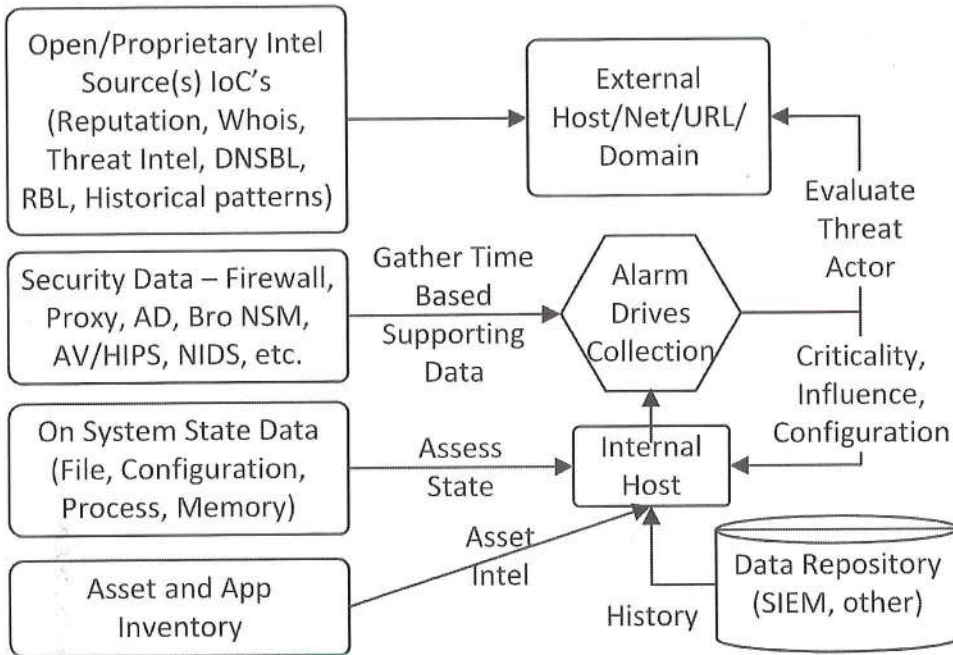 Open/Proprietary Intel
Source(s) IoC's
(Reputation, Whois,
Threat Intel, DNSBL,
RBL, Historical patterns)
External
Host/Net/URL/
Domain
Evaluate
Threat
Actor
Security Data – Firewall,
Proxy, AD, Bro NSM,
AV/HIPS, NIDS, etc.
Gather Time
Based
Supporting
Data
Alarm
Drives
Collection
Criticality,
Influence,
Configuration
On System State Data
(File, Configuration,
Process, Memory)
Assess
State
Internal
Host
Asset and App
Inventory
Asset
Intel
History
Data Repository
(SIEM, other)